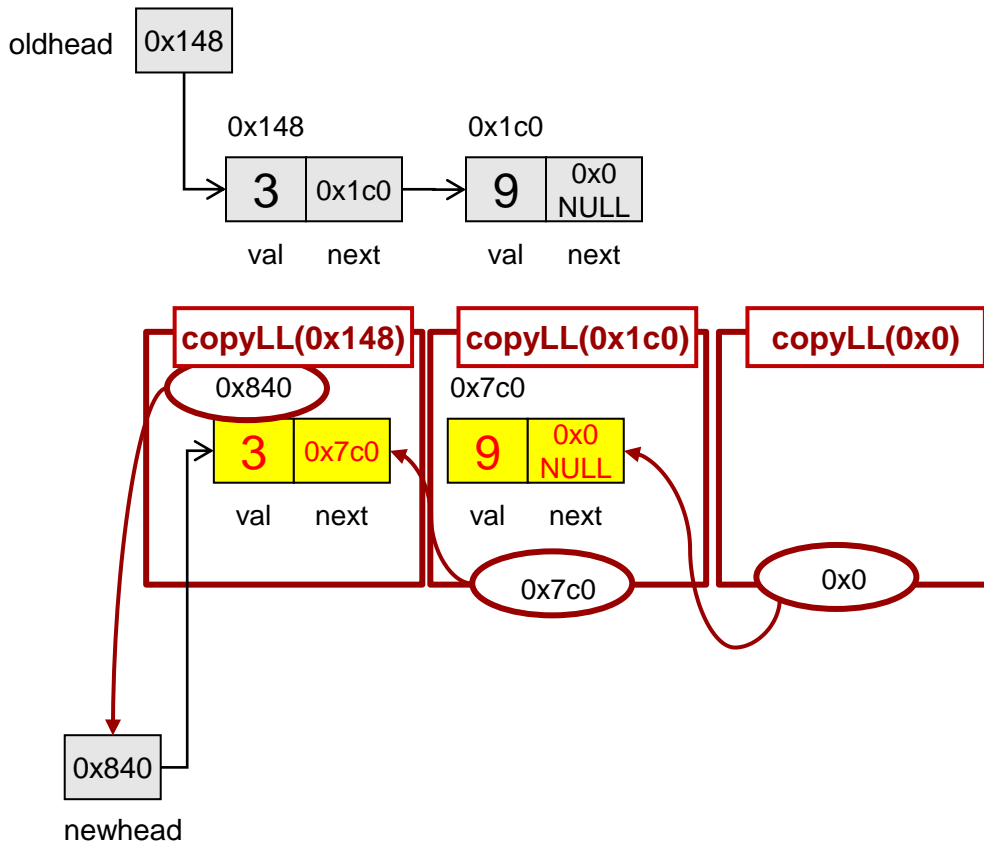 oldhead
0x148
0x148
0x1c0
3
0x1c0
9
0x0
NULL
val
next
val
next
copyLL(0x148)
copyLL(0x1c0)
copyLL(0x0)
0x840
0x7c0
3
0x7c0
9
0x0
NULL
val
next
val
next
0x7c0
0x0
0x840
newhead